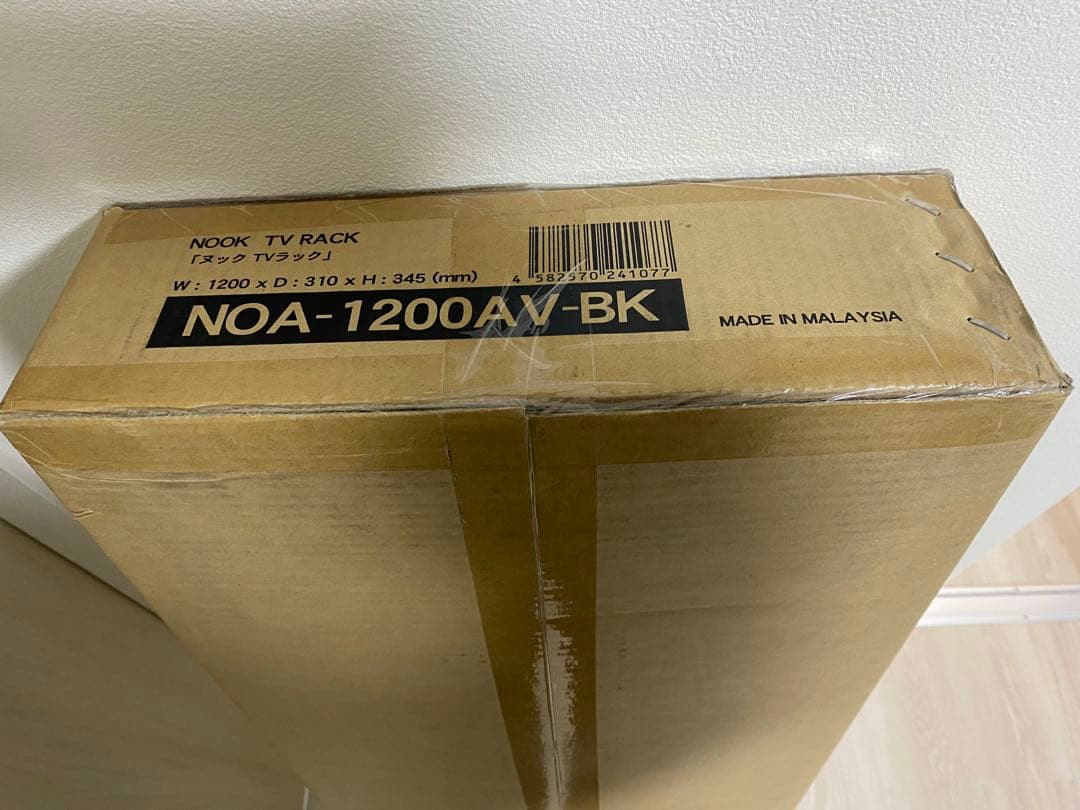 NOOK TV RACK
「ヌック TVラック」
W : 1200 x D : 310 x H : 345 (mm)
4 582570 241077
NOA-1200AV-BK
MADE IN MALAYSIA